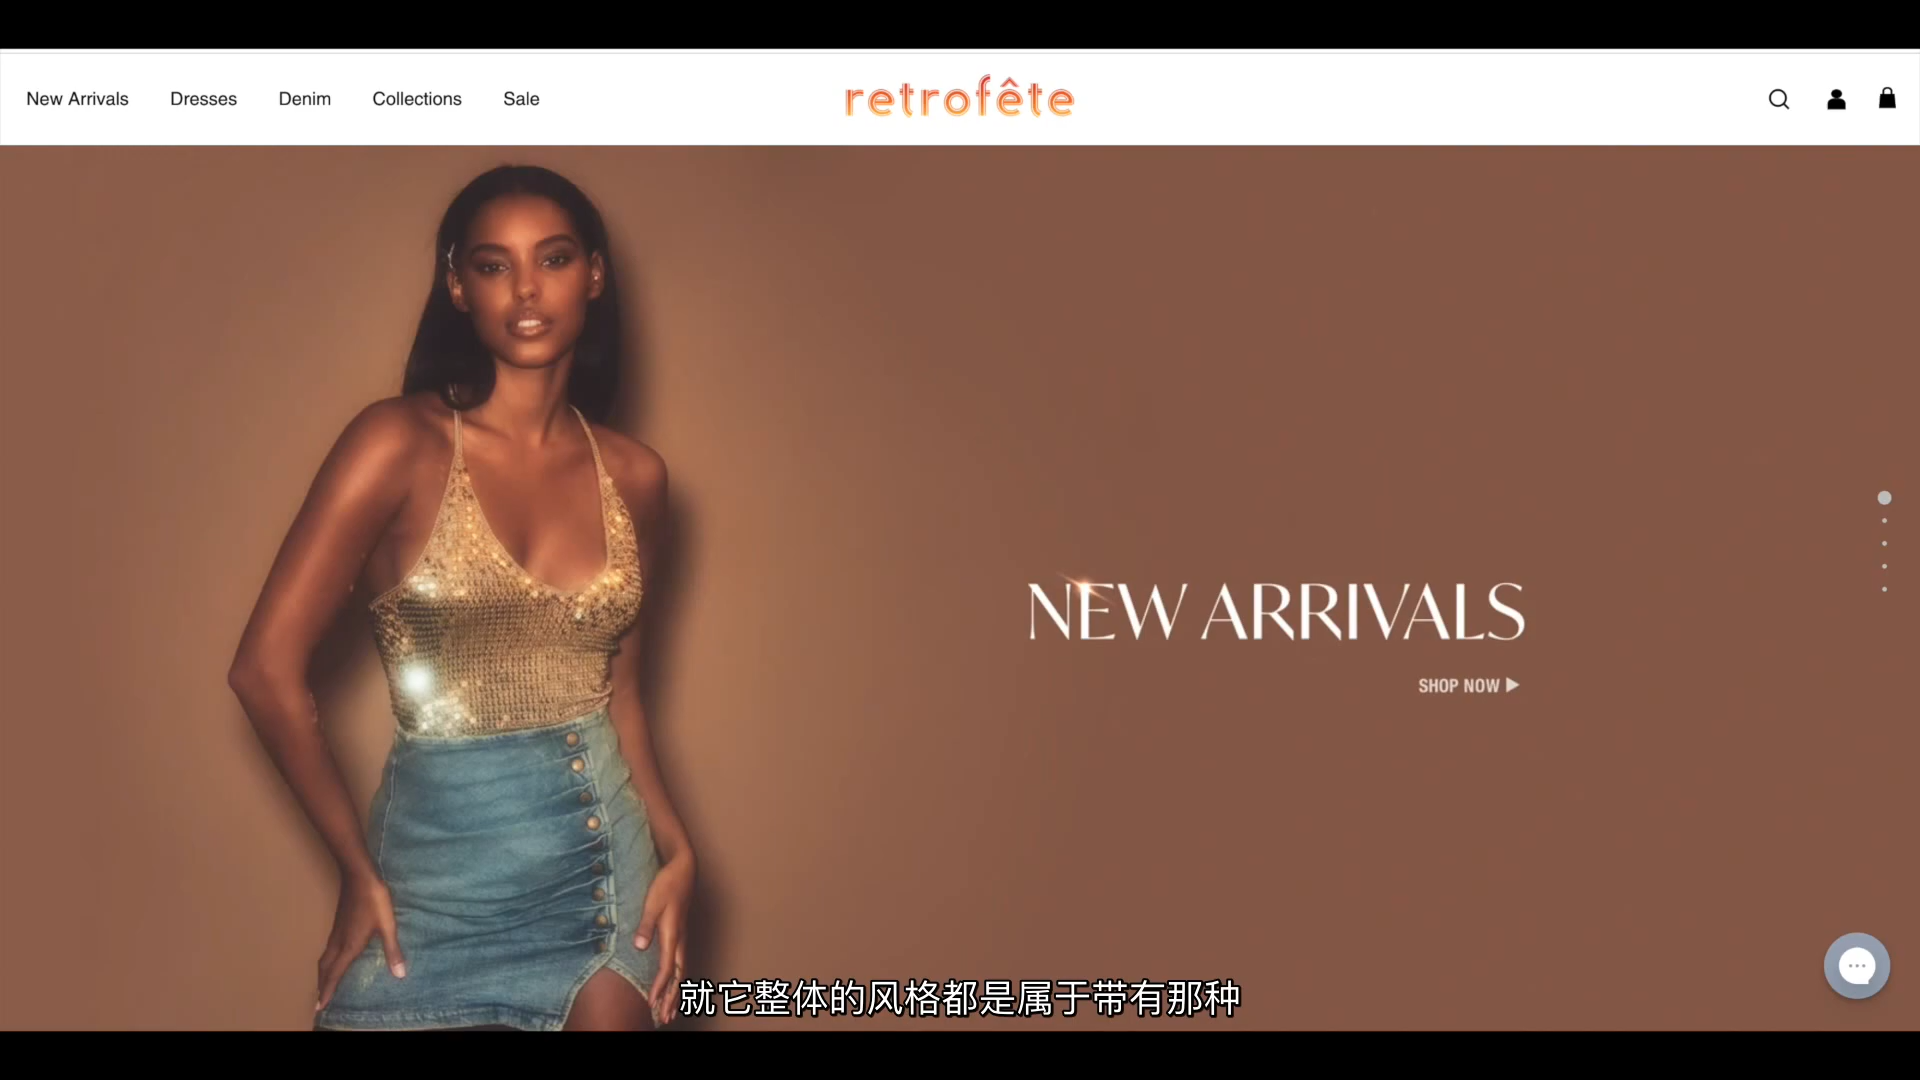 New Arrivals Dresses Denim Collections Sale
retrofête
NEW ARRIVALS
SHOP NOW
就它整体的风格都是属于带有那种